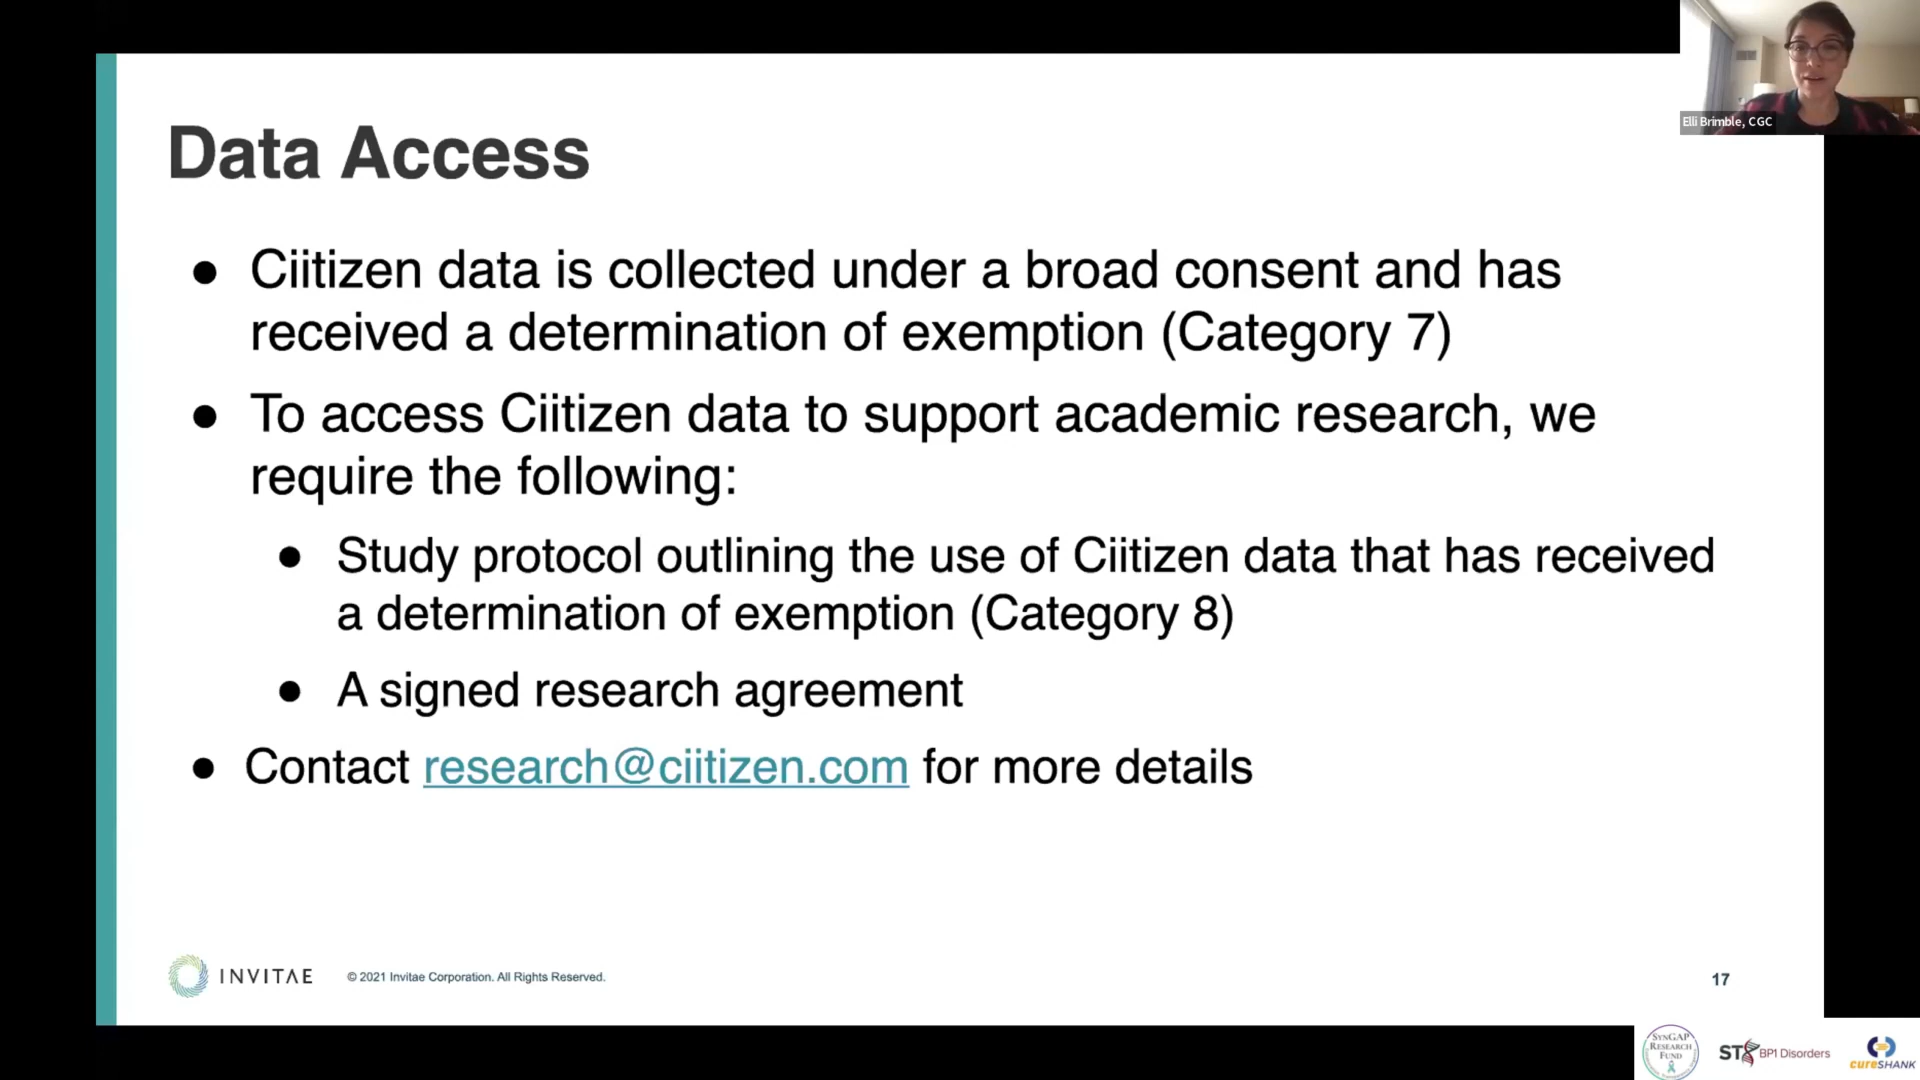 Elli Brimble, CGC
Data Access
● Ciitizen data is collected under a broad consent and has
received a determination of exemption (Category 7)
● To access Ciitizen data to support academic research, we
require the following:
● Study protocol outlining the use of Ciitizen data that has received
a determination of exemption (Category 8)
● A signed research agreement
● Contact research@ciitizen.com for more details
INVITAE
© 2021 Invitae Corporation. All Rights Reserved.
17
SYNGAP
RESEARCH
FUND
STXBP1 Disorders
cureSHANK